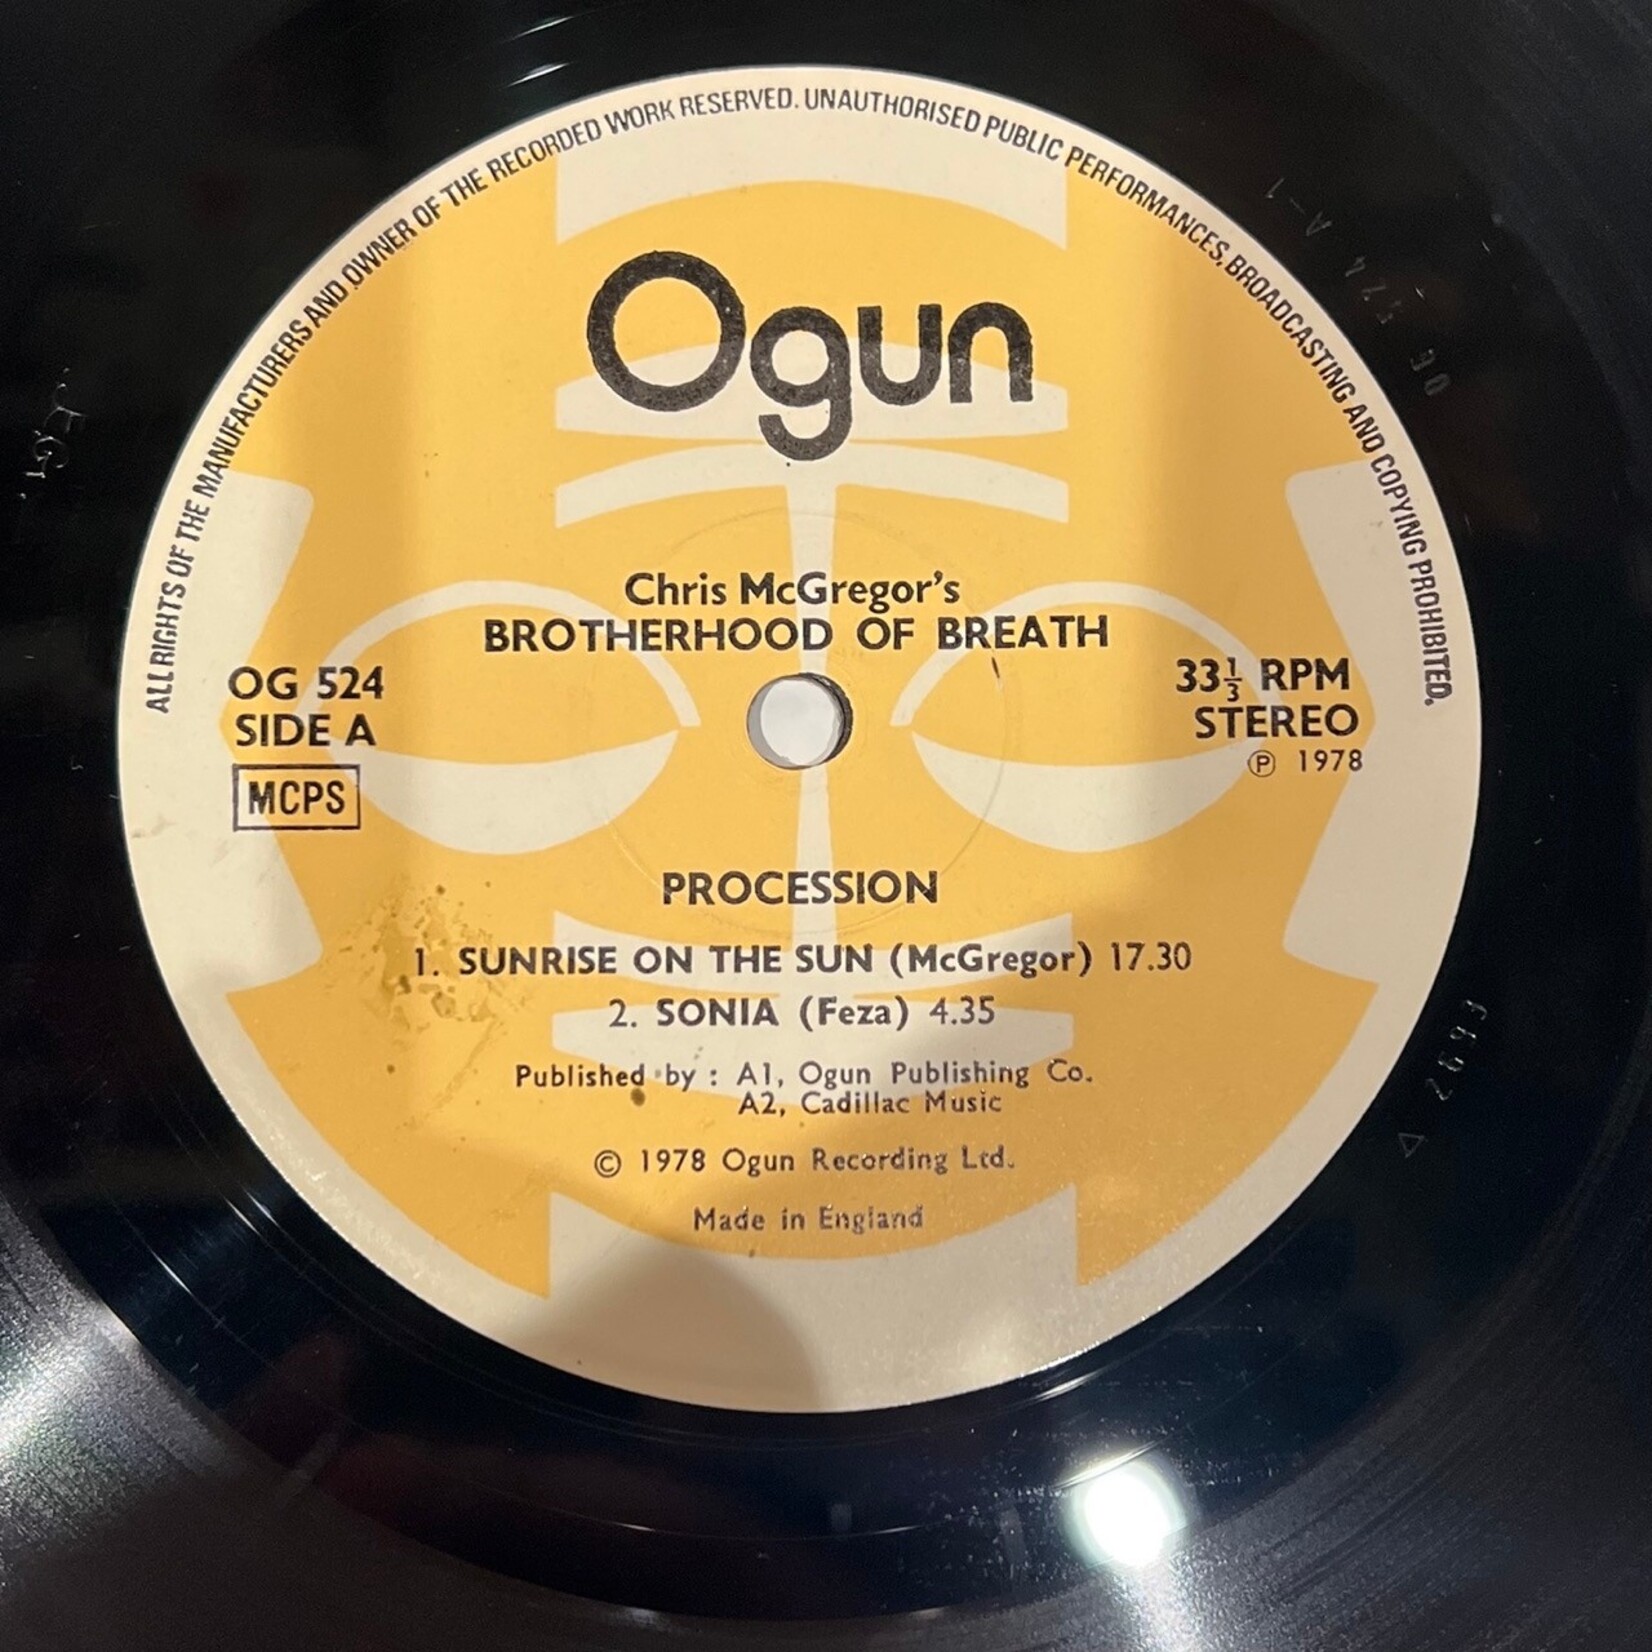 ALL RIGHTS OF THE MANUFACTURERS AND OWNER OF THE RECORDED WORK RESERVED. UNAUTHORISED PUBLIC PERFORMANCES, BROADCASTING AND COPYING PROHIBITED.
Ogun
Chris McGregor's
BROTHERHOOD OF BREATH
OG 524
SIDE A
MCPS
33⅓ RPM
STEREO
Ⓟ 1978
PROCESSION
1. SUNRISE ON THE SUN (McGregor) 17.30
2. SONIA (Feza) 4.35
Published by : A1, Ogun Publishing Co.
A2, Cadillac Music
© 1978 Ogun Recording Ltd.
Made in England